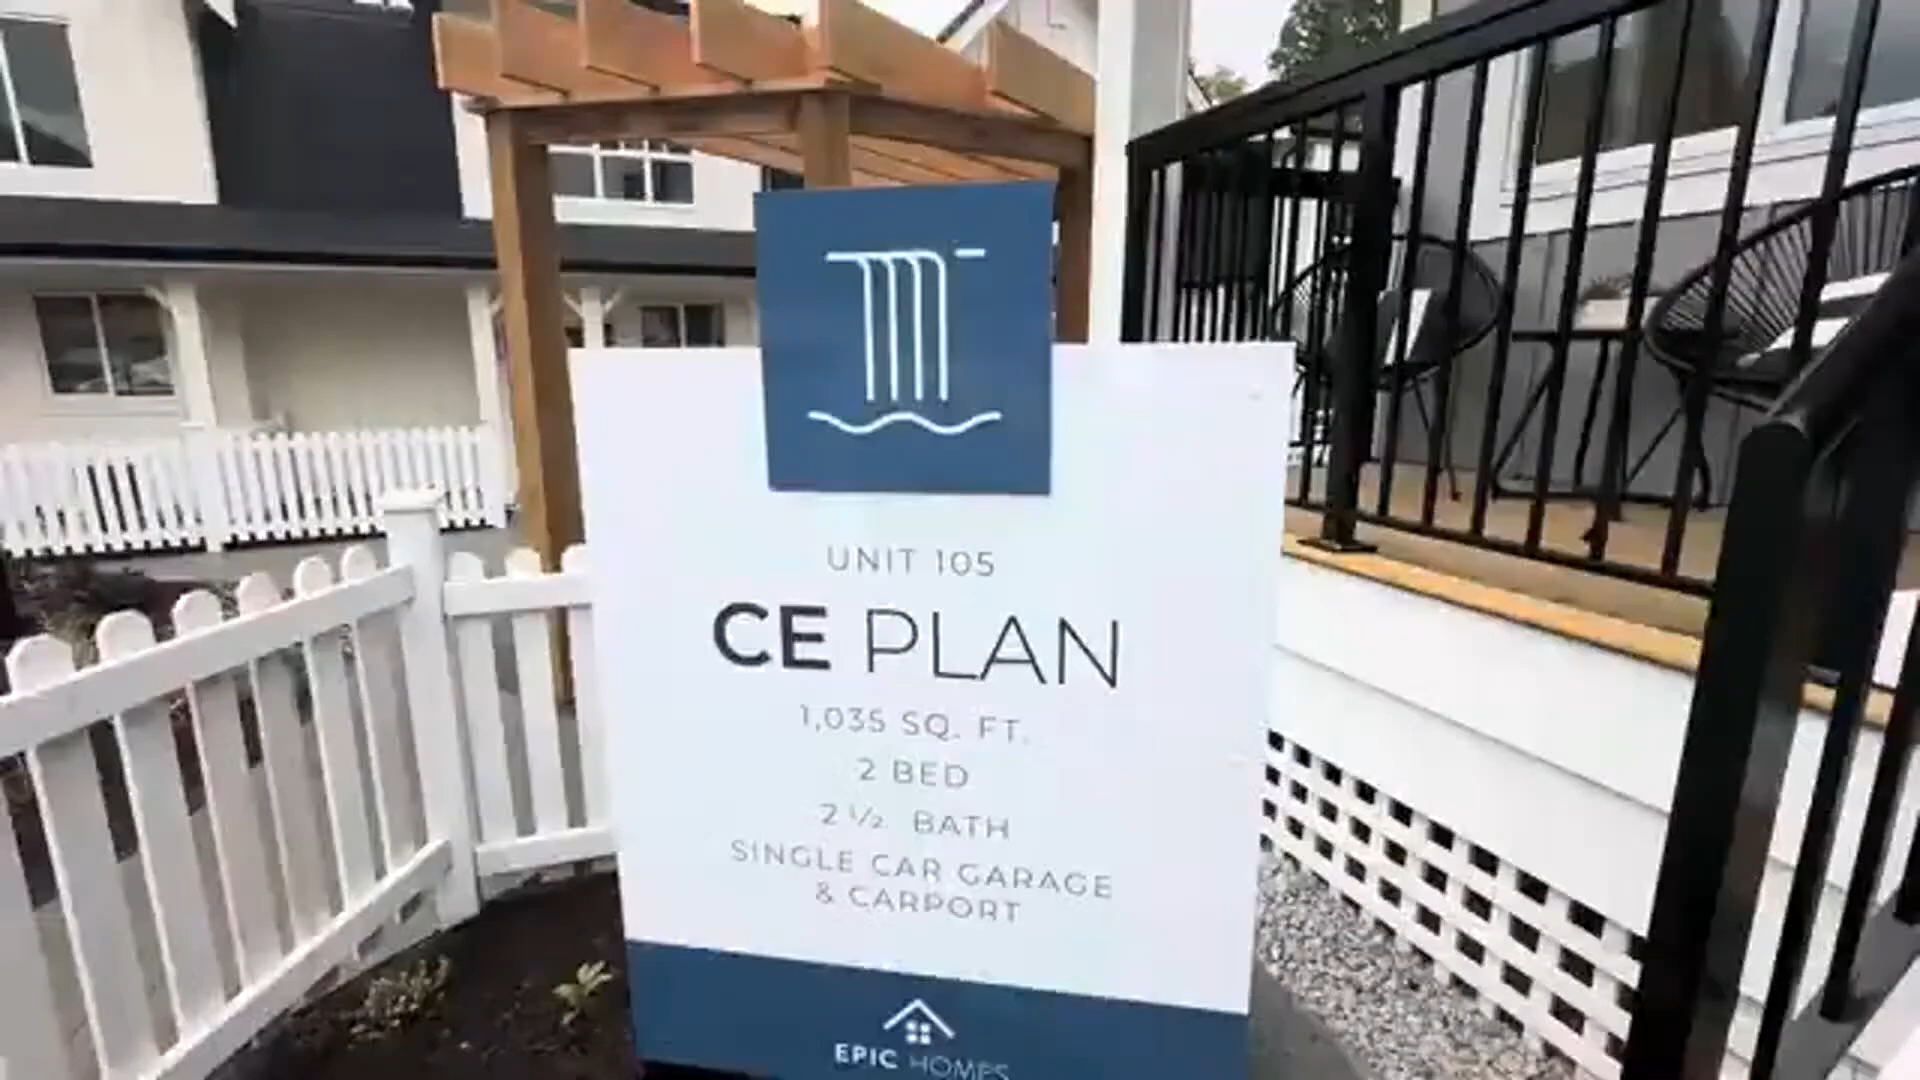 UNIT 105
CE PLAN
1,035 SQ. FT.
2 BED
2 ½ BATH
SINGLE CAR GARAGE
& CARPORT
EPIC HOMES